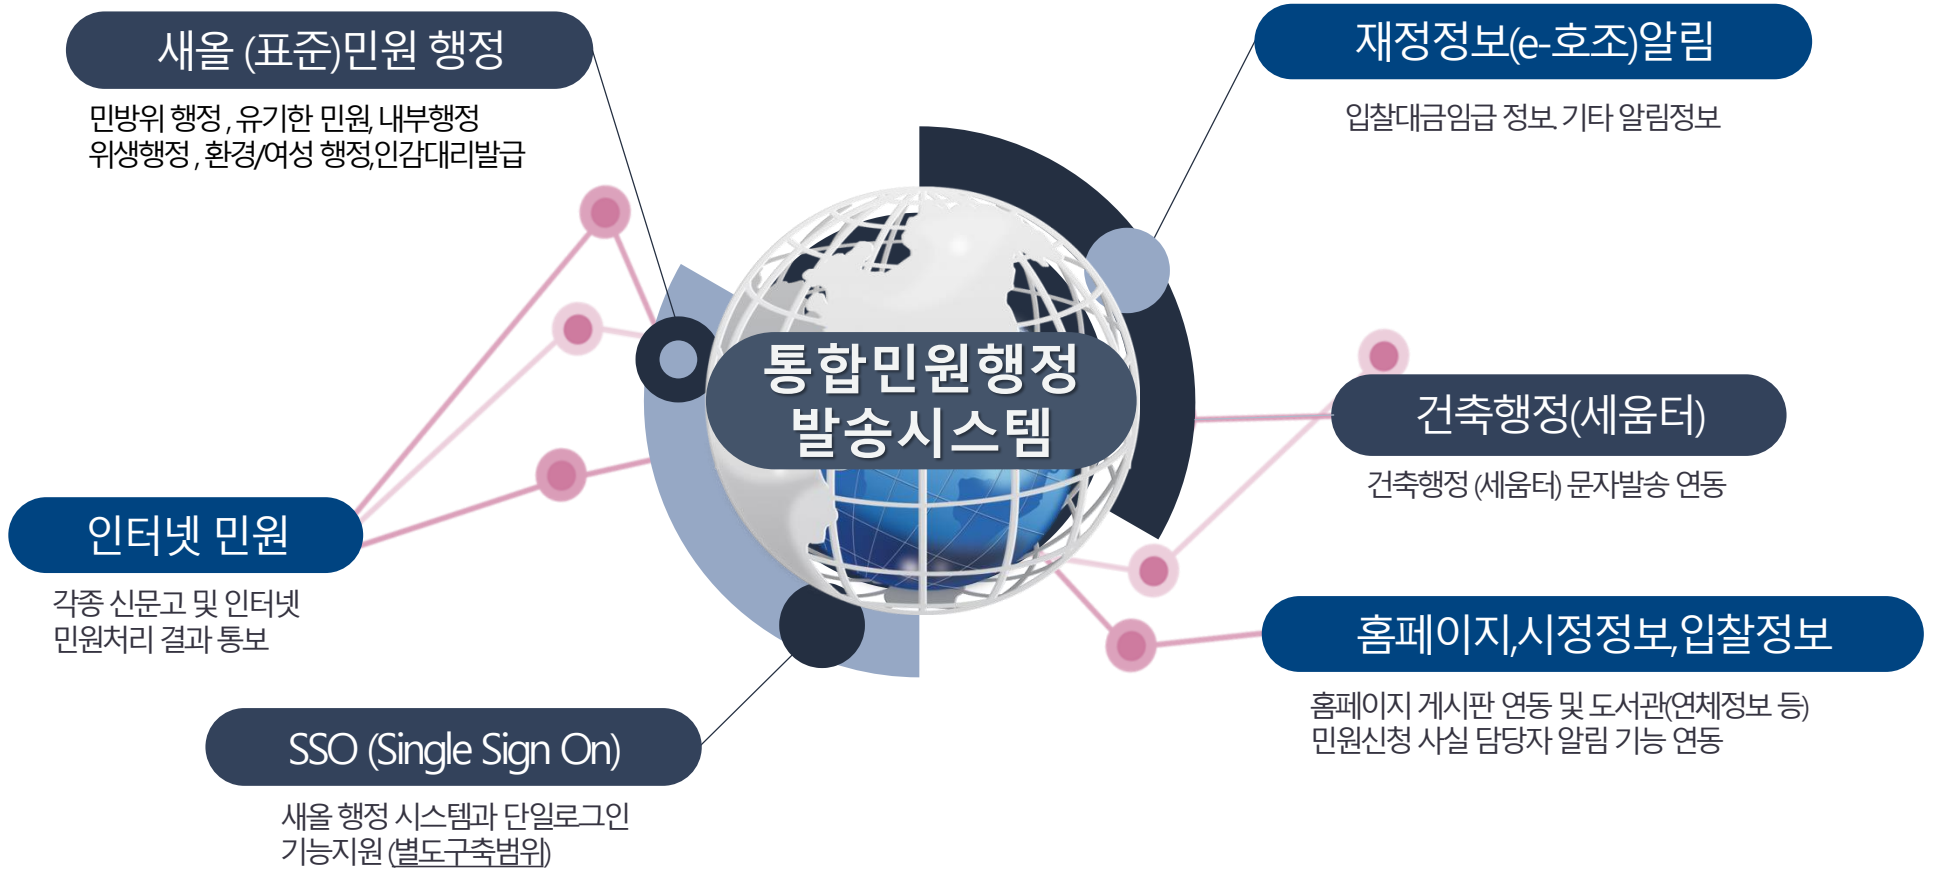 새올 (표준)민원 행정
민방위 행정 , 유기한 민원, 내부행정
위생행정 , 환경/여성 행정,인감대리발급
재정정보(e-호조)알림
입찰대금임급 정보. 기타 알림정보
통합민원행정
발송시스템
건축행정(세움터)
건축행정 (세움터) 문자발송 연동
인터넷 민원
각종 신문고 및 인터넷
민원처리 결과 통보
홈페이지,시정정보,입찰정보
홈페이지 게시판 연동 및 도서관(연체정보 등)
민원신청 사실 담당자 알림 기능 연동
SSO (Single Sign On)
새올 행정 시스템과 단일로그인
기능지원 (별도구축범위)